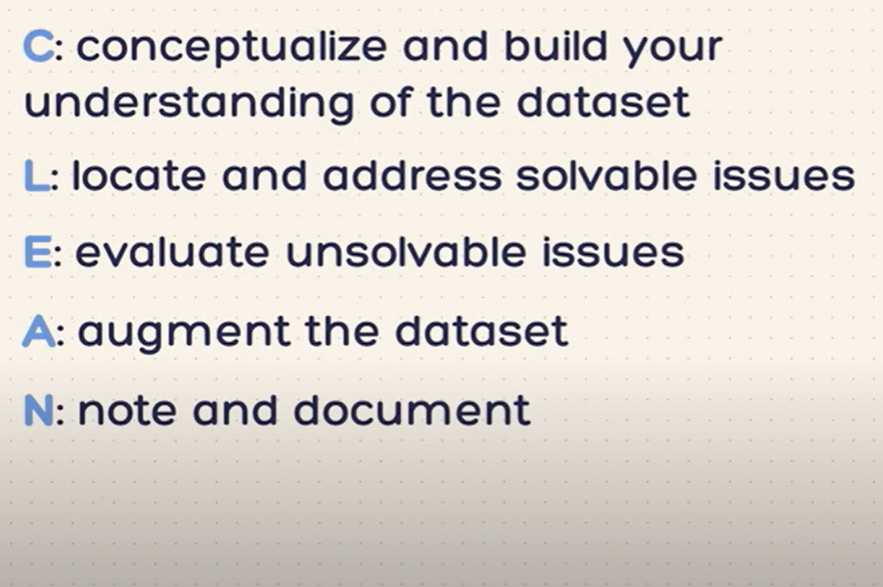 C: conceptualize and build your
understanding of the dataset
L: locate and address solvable issues
E: evaluate unsolvable issues
A: augment the dataset
N: note and document